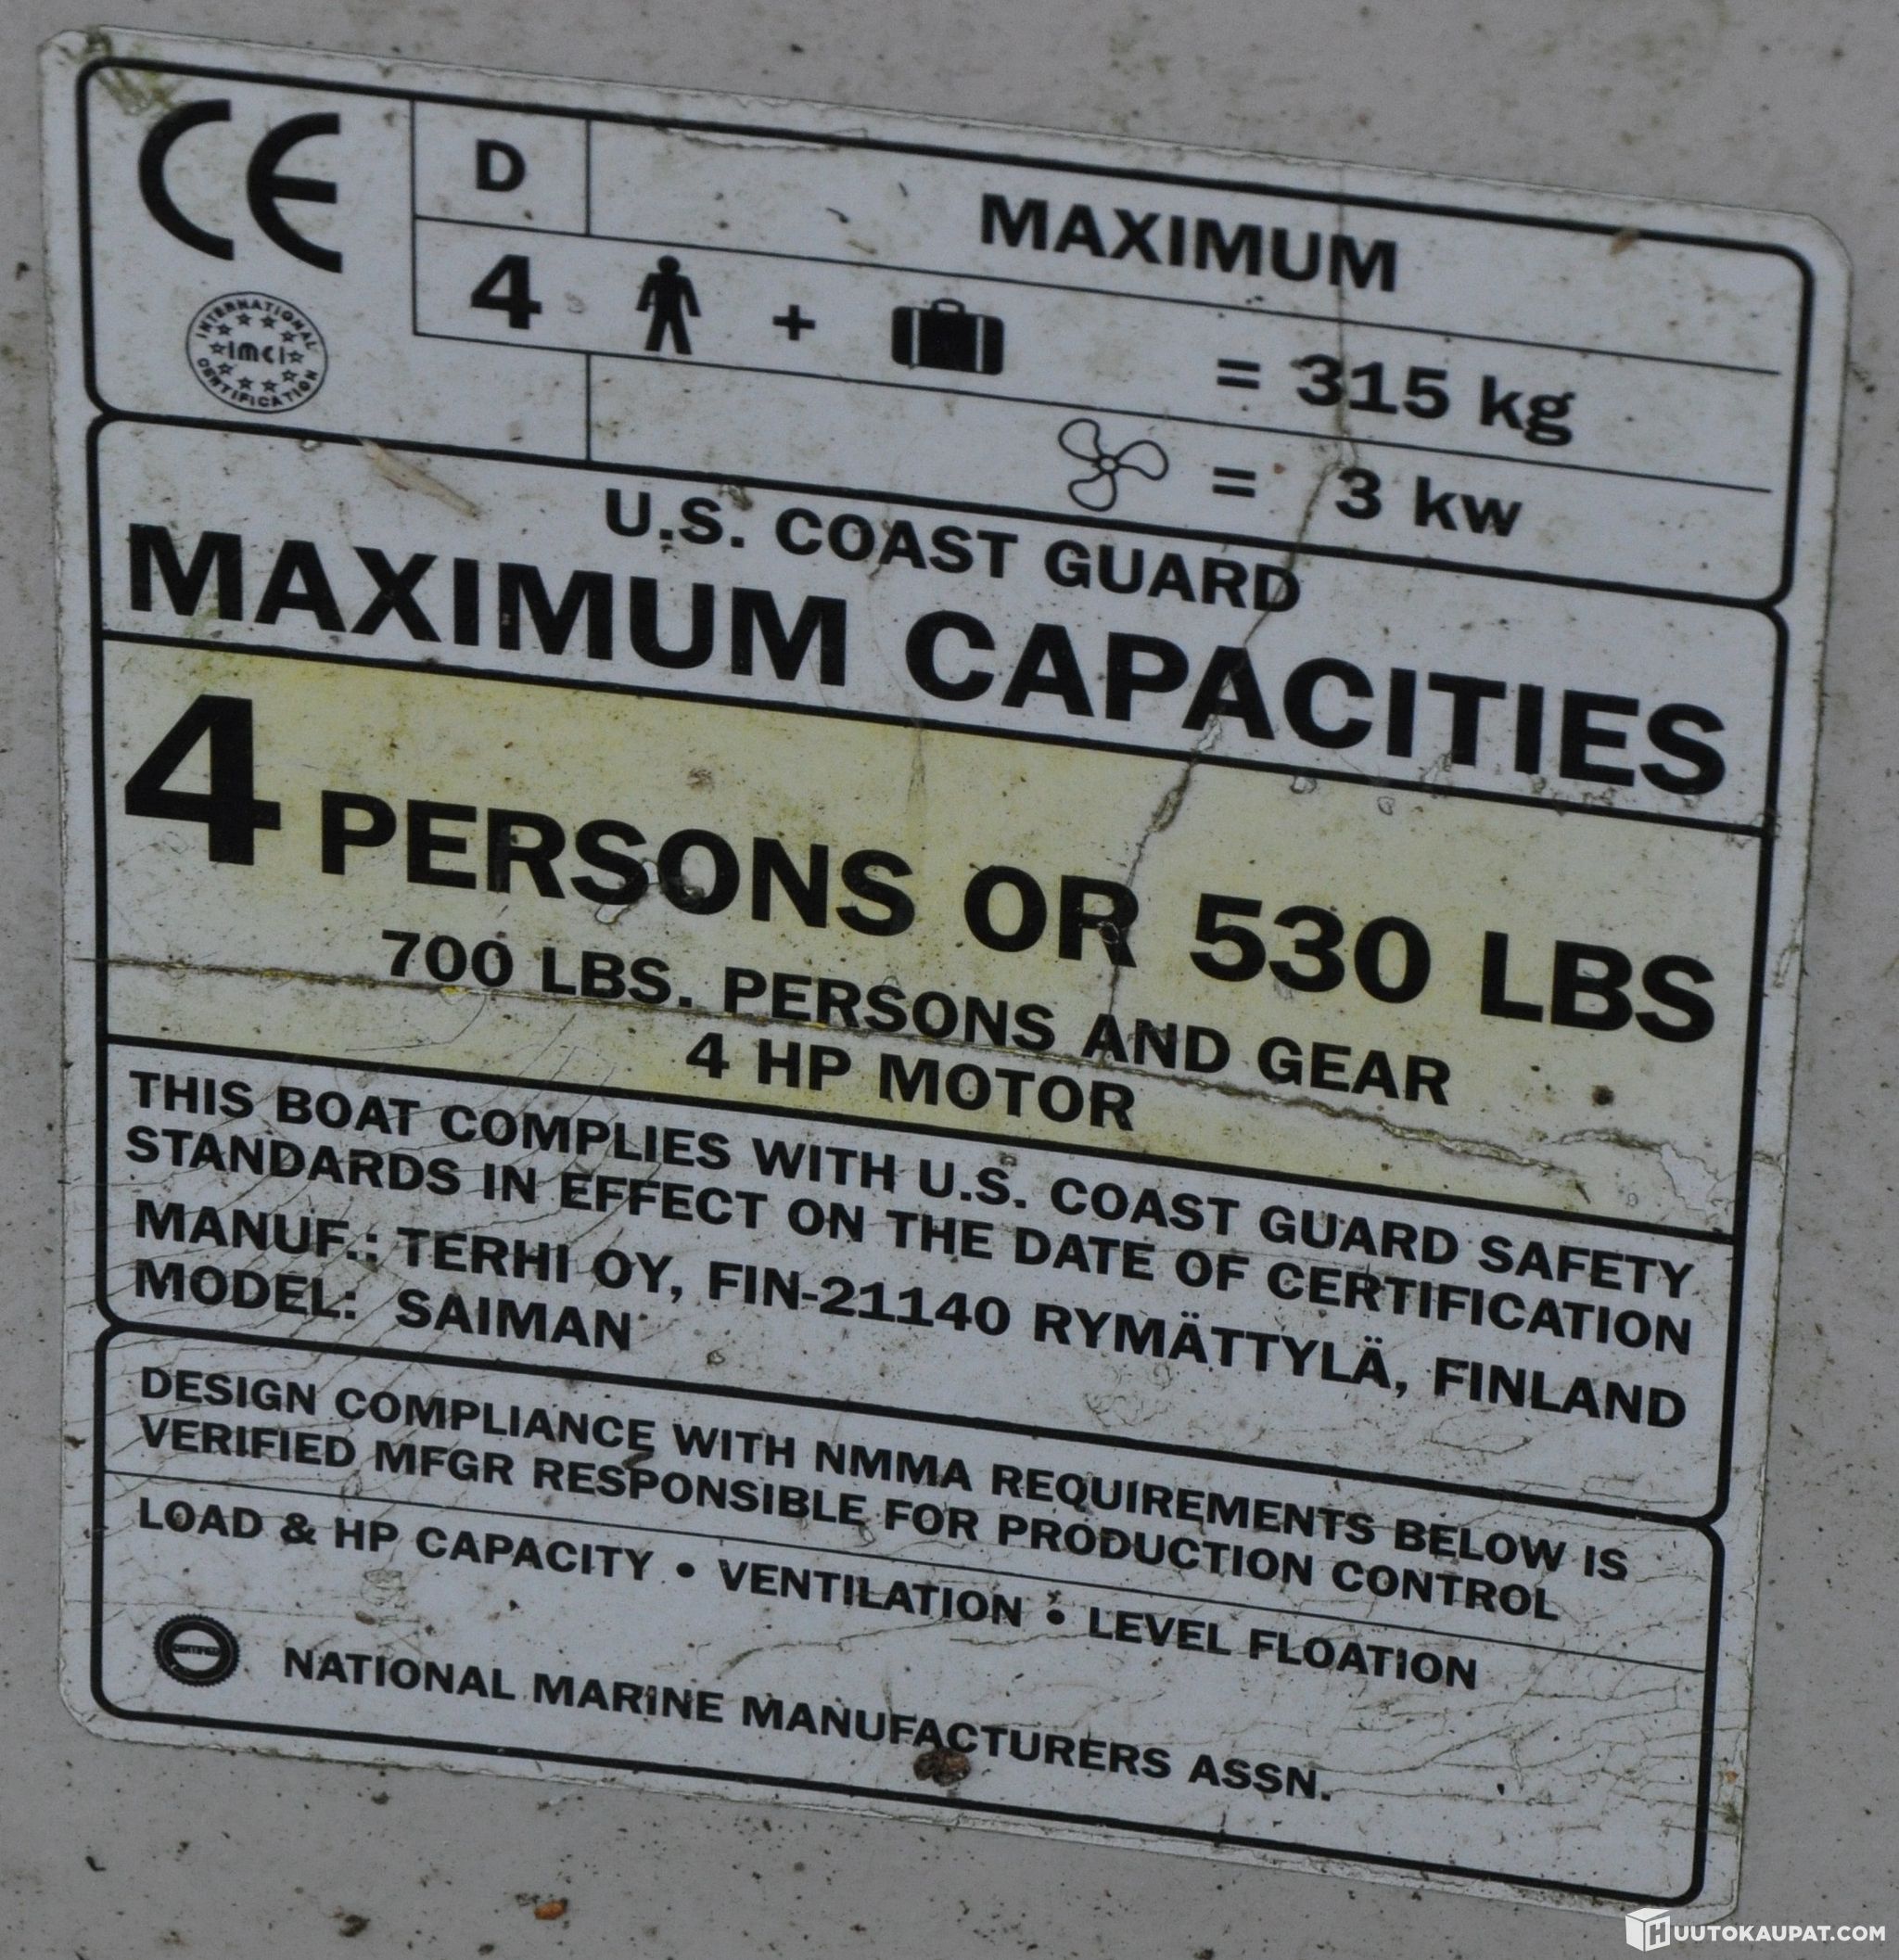 CE
D
MAXIMUM
4 + = 315 kg
INTERNATIONAL
IMCI
CERTIFICATION
= 3 kw
U.S. COAST GUARD
MAXIMUM CAPACITIES
4 PERSONS OR 530 LBS
700 LBS. PERSONS AND GEAR
4 HP MOTOR
THIS BOAT COMPLIES WITH U.S. COAST GUARD SAFETY
STANDARDS IN EFFECT ON THE DATE OF CERTIFICATION
MANUF.: TERHI OY, FIN-21140 RYMÄTTYLÄ, FINLAND
MODEL: SAIMAN
DESIGN COMPLIANCE WITH NMMA REQUIREMENTS BELOW IS
VERIFIED MFGR RESPONSIBLE FOR PRODUCTION CONTROL
LOAD & HP CAPACITY • VENTILATION • LEVEL FLOATION
NATIONAL MARINE MANUFACTURERS ASSN.
HUUTOKAUPAT.COM